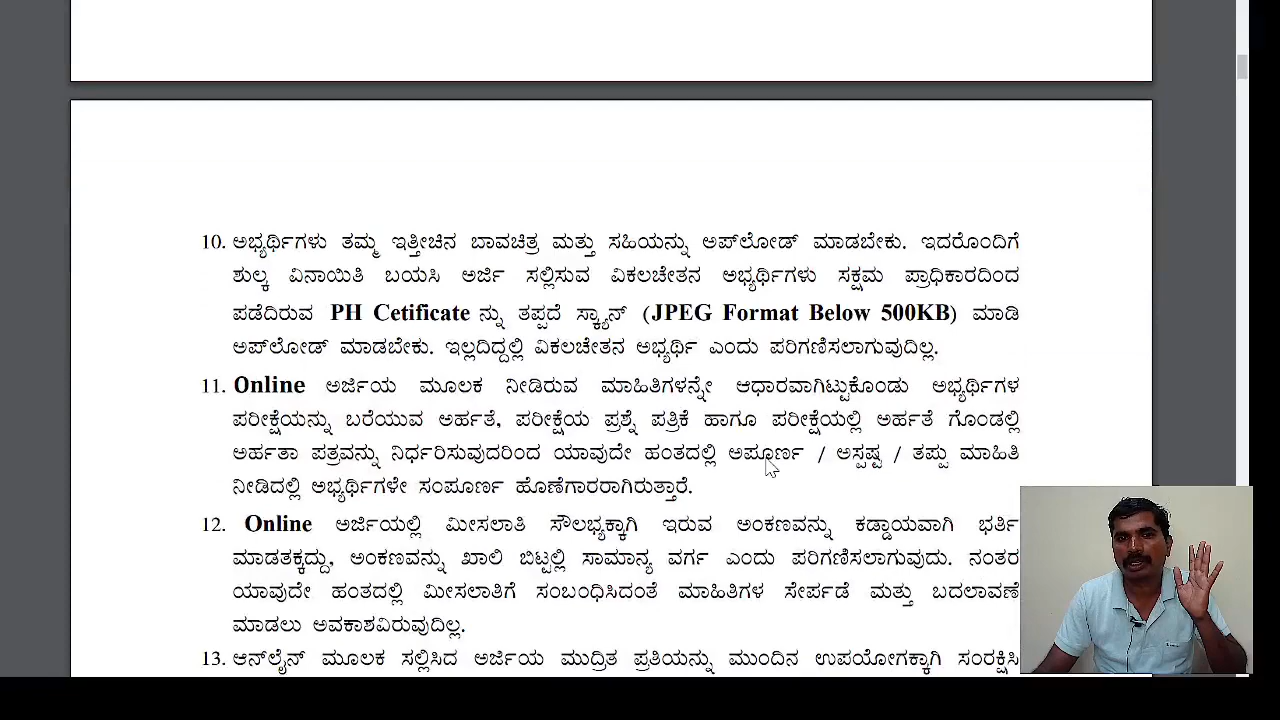 10. ಅಭ್ಯರ್ಥಿಗಳು ತಮ್ಮ ಇತ್ತೀಚಿನ ಬಾವಚಿತ್ರ ಮತ್ತು ಸಹಿಯನ್ನು ಅಪ್‌ಲೋಡ್ ಮಾಡಬೇಕು. ಇದರೊಂದಿಗೆ
ಶುಲ್ಕ ವಿನಾಯಿತಿ ಬಯಸಿ ಅರ್ಜಿ ಸಲ್ಲಿಸುವ ವಿಕಲಚೇತನ ಅಭ್ಯರ್ಥಿಗಳು ಸಕ್ಷಮ ಪ್ರಾಧಿಕಾರದಿಂದ
ಪಡೆದಿರುವ PH Cetificate ನ್ನು ತಪ್ಪದೆ ಸ್ಕ್ಯಾನ್ (JPEG Format Below 500KB) ಮಾಡಿ
ಅಪ್‌ಲೋಡ್ ಮಾಡಬೇಕು. ಇಲ್ಲದಿದ್ದಲ್ಲಿ ವಿಕಲಚೇತನ ಅಭ್ಯರ್ಥಿ ಎಂದು ಪರಿಗಣಿಸಲಾಗುವುದಿಲ್ಲ.
11. Online ಅರ್ಜಿಯ ಮೂಲಕ ನೀಡಿರುವ ಮಾಹಿತಿಗಳನ್ನೇ ಆಧಾರವಾಗಿಟ್ಟುಕೊಂಡು ಅಭ್ಯರ್ಥಿಗಳ
ಪರೀಕ್ಷೆಯನ್ನು ಬರೆಯುವ ಅರ್ಹತೆ, ಪರೀಕ್ಷೆಯ ಪ್ರಶ್ನೆ ಪತ್ರಿಕೆ ಹಾಗೂ ಪರೀಕ್ಷೆಯಲ್ಲಿ ಅರ್ಹತೆ ಗೊಂಡಲ್ಲಿ
ಅರ್ಹತಾ ಪತ್ರವನ್ನು ನಿರ್ಧರಿಸುವುದರಿಂದ ಯಾವುದೇ ಹಂತದಲ್ಲಿ ಅಪೂರ್ಣ / ಅಸ್ಪಷ್ಟ / ತಪ್ಪು ಮಾಹಿತಿ
ನೀಡಿದಲ್ಲಿ ಅಭ್ಯರ್ಥಿಗಳೇ ಸಂಪೂರ್ಣ ಹೊಣೆಗಾರರಾಗಿರುತ್ತಾರೆ.
12. Online ಅರ್ಜಿಯಲ್ಲಿ ಮೀಸಲಾತಿ ಸೌಲಭ್ಯಕ್ಕಾಗಿ ಇರುವ ಅಂಕಣವನ್ನು ಕಡ್ಡಾಯವಾಗಿ ಭರ್ತಿ
ಮಾಡತಕ್ಕದ್ದು, ಅಂಕಣವನ್ನು ಖಾಲಿ ಬಿಟ್ಟಲ್ಲಿ ಸಾಮಾನ್ಯ ವರ್ಗ ಎಂದು ಪರಿಗಣಿಸಲಾಗುವುದು. ನಂತರ
ಯಾವುದೇ ಹಂತದಲ್ಲಿ ಮೀಸಲಾತಿಗೆ ಸಂಬಂಧಿಸಿದಂತೆ ಮಾಹಿತಿಗಳ ಸೇರ್ಪಡೆ ಮತ್ತು ಬದಲಾವಣೆ
ಮಾಡಲು ಅವಕಾಶವಿರುವುದಿಲ್ಲ.
13. ಆನ್‌ಲೈನ್ ಮೂಲಕ ಸಲ್ಲಿಸಿದ ಅರ್ಜಿಯ ಮುದ್ರಿತ ಪ್ರತಿಯನ್ನು ಮುಂದಿನ ಉಪಯೋಗಕ್ಕಾಗಿ ಸಂರಕ್ಷಿಸಿ